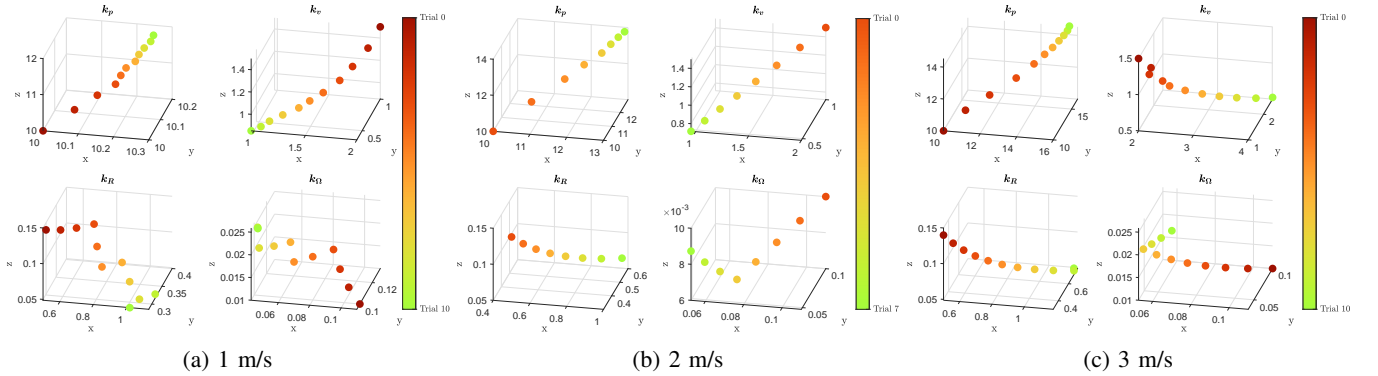 k_p
k_v
Trial 0
12
11
10
z
10
10.1
10.2
10.3
x
10
10.1
10.2
y
1.4
1.2
1
z
1
1.5
2
x
0.5
1
y
k_R
k_Ω
0.15
0.1
0.05
z
0.6
0.8
1
x
0.3
0.35
0.4
y
0.025
0.02
0.015
0.01
z
0.06
0.08
0.1
x
0.1
0.12
y
Trial 10
(a) 1 m/s
k_p
k_v
Trial 0
14
12
10
z
10
11
12
13
x
10
11
12
y
1.4
1.2
1
0.8
z
1
1.5
2
x
0.5
1
y
k_R
k_Ω
0.15
0.1
0.05
z
0.4
0.6
0.8
1
x
0.4
0.5
0.6
y
×10⁻³
10
8
6
z
0.06
0.08
0.1
x
0.05
0.1
y
Trial 7
(b) 2 m/s
k_p
k_v
Trial 0
14
12
10
z
10
12
14
16
x
10
15
y
1.5
1
0.5
z
2
3
4
x
1
2
y
k_R
k_Ω
0.15
0.1
0.05
z
0.6
0.8
1
x
0.4
0.6
y
0.025
0.02
0.015
0.01
z
0.06
0.08
0.1
x
0.05
0.1
y
Trial 10
(c) 3 m/s